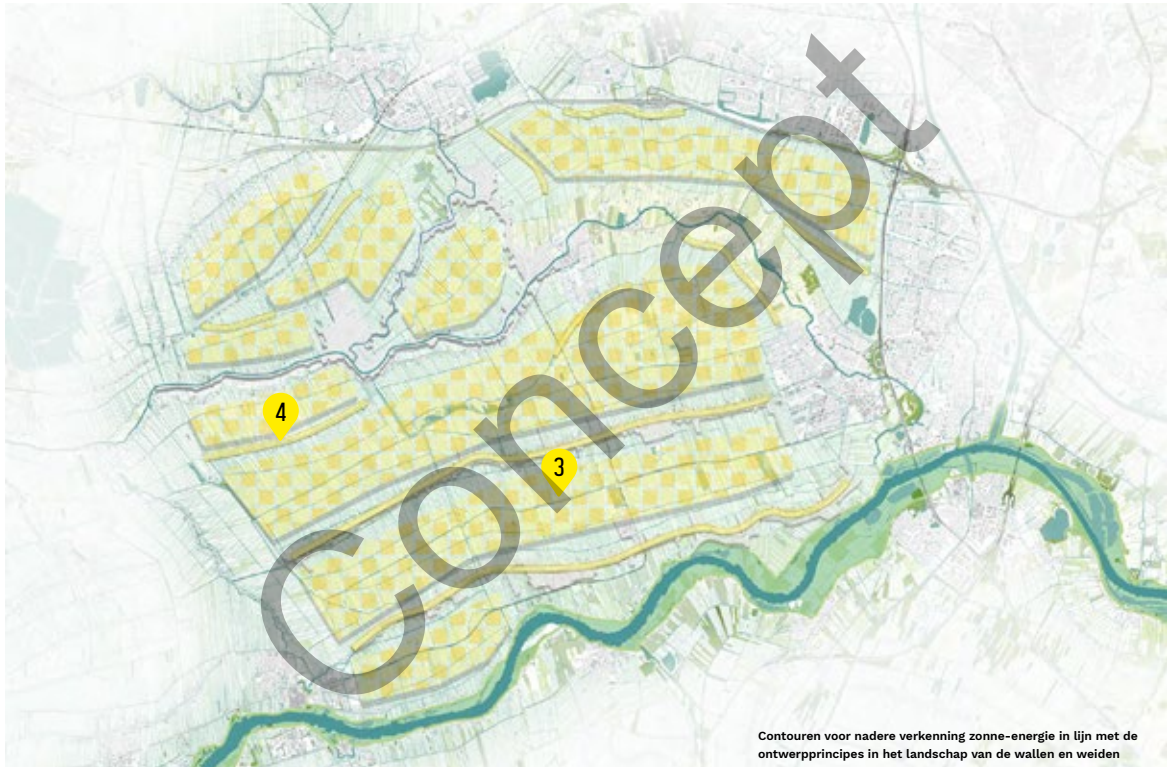 Concept
4
3
Contouren voor nadere verkenning zonne-energie in lijn met de
ontwerpprincipes in het landschap van de wallen en weiden